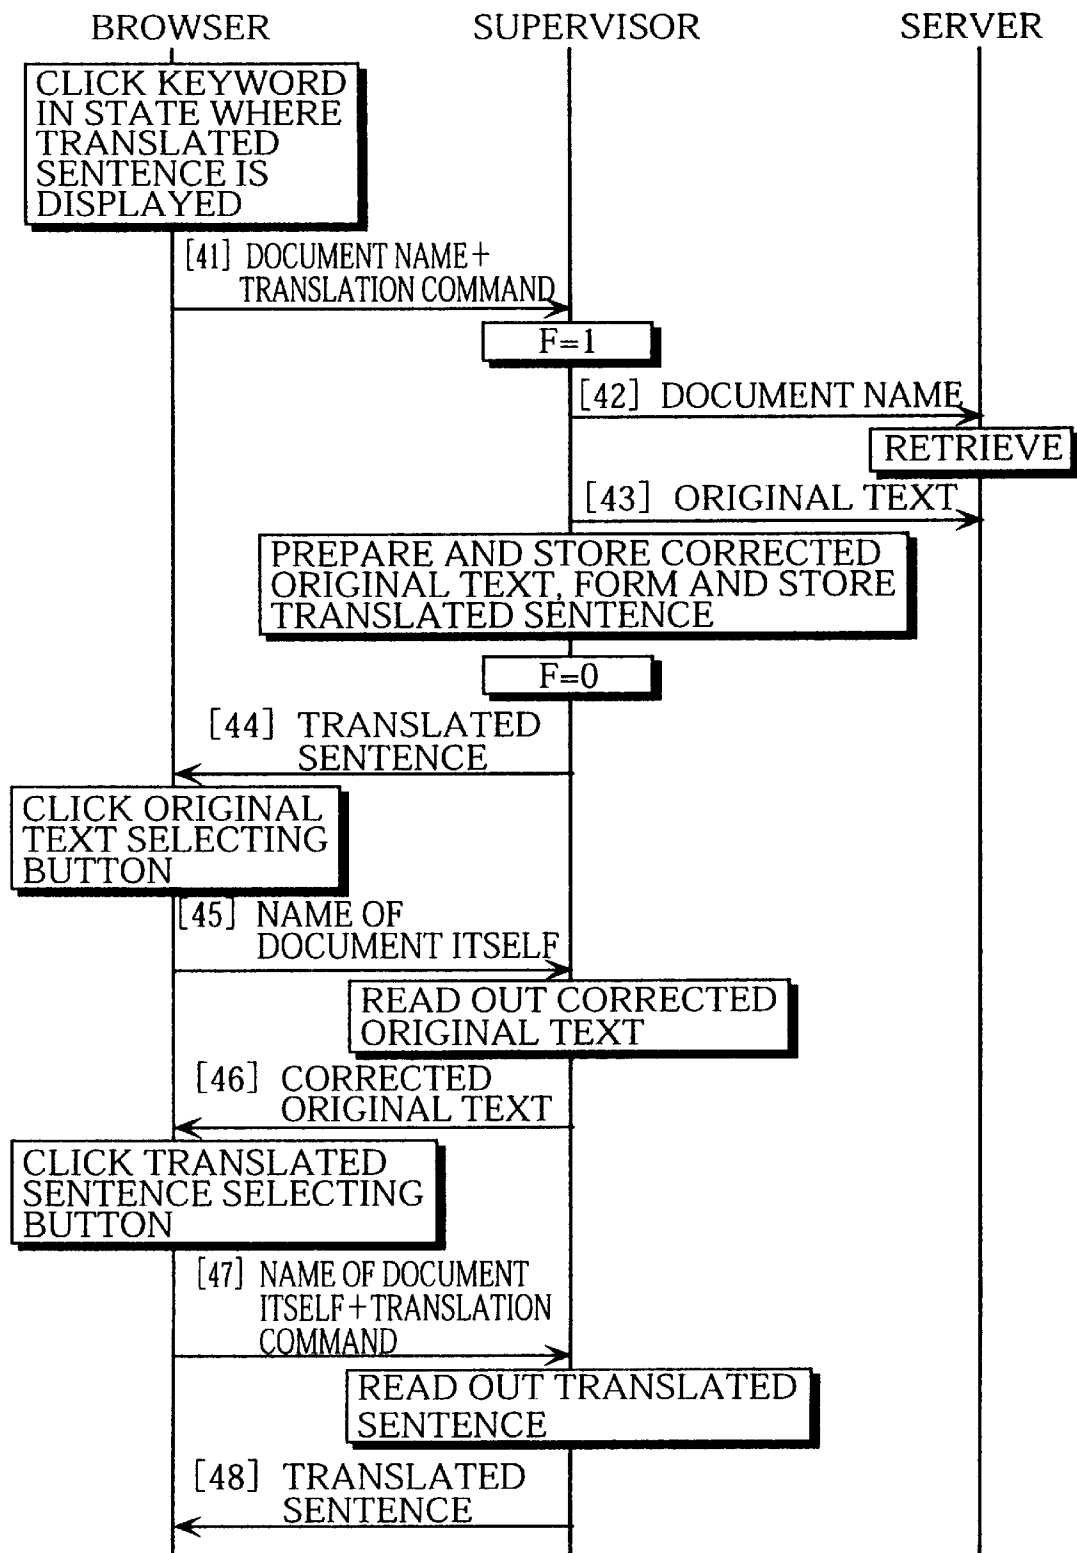 BROWSER SUPERVISOR SERVER
CLICK KEYWORD
IN STATE WHERE
TRANSLATED
SENTENCE IS
DISPLAYED
[41] DOCUMENT NAME+
TRANSLATION COMMAND
F=1
[42] DOCUMENT NAME
RETRIEVE
[43] ORIGINAL TEXT
PREPARE AND STORE CORRECTED
ORIGINAL TEXT, FORM AND STORE
TRANSLATED SENTENCE
F=0
[44] TRANSLATED
SENTENCE
CLICK ORIGINAL
TEXT SELECTING
BUTTON
[45] NAME OF
DOCUMENT ITSELF
READ OUT CORRECTED
ORIGINAL TEXT
[46] CORRECTED
ORIGINAL TEXT
CLICK TRANSLATED
SENTENCE SELECTING
BUTTON
[47] NAME OF DOCUMENT
ITSELF+TRANSLATION
COMMAND
READ OUT TRANSLATED
SENTENCE
[48] TRANSLATED
SENTENCE